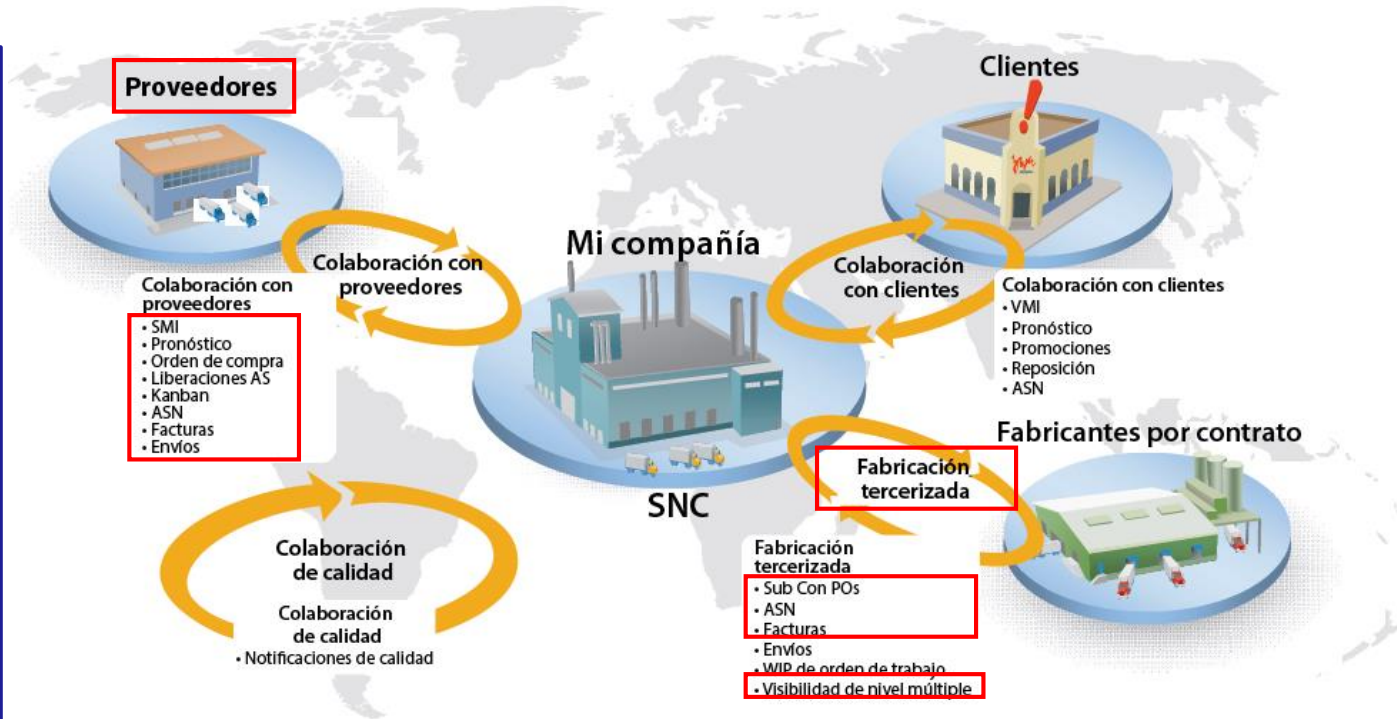 Proveedores
Clientes
Mi compañía
Colaboración con
proveedores
Colaboración
con clientes
Colaboración con
proveedores
• SMI
• Pronóstico
• Orden de compra
• Liberaciones AS
• Kanban
• ASN
• Facturas
• Envíos
Colaboración con clientes
• VMI
• Pronóstico
• Promociones
• Reposición
• ASN
Fabricantes por contrato
Fabricación
tercerizada
SNC
Colaboración
de calidad
Colaboración
de calidad
• Notificaciones de calidad
Fabricación
tercerizada
• Sub Con POs
• ASN
• Facturas
• Envíos
• WIP de orden de trabajo
• Visibilidad de nivel múltiple